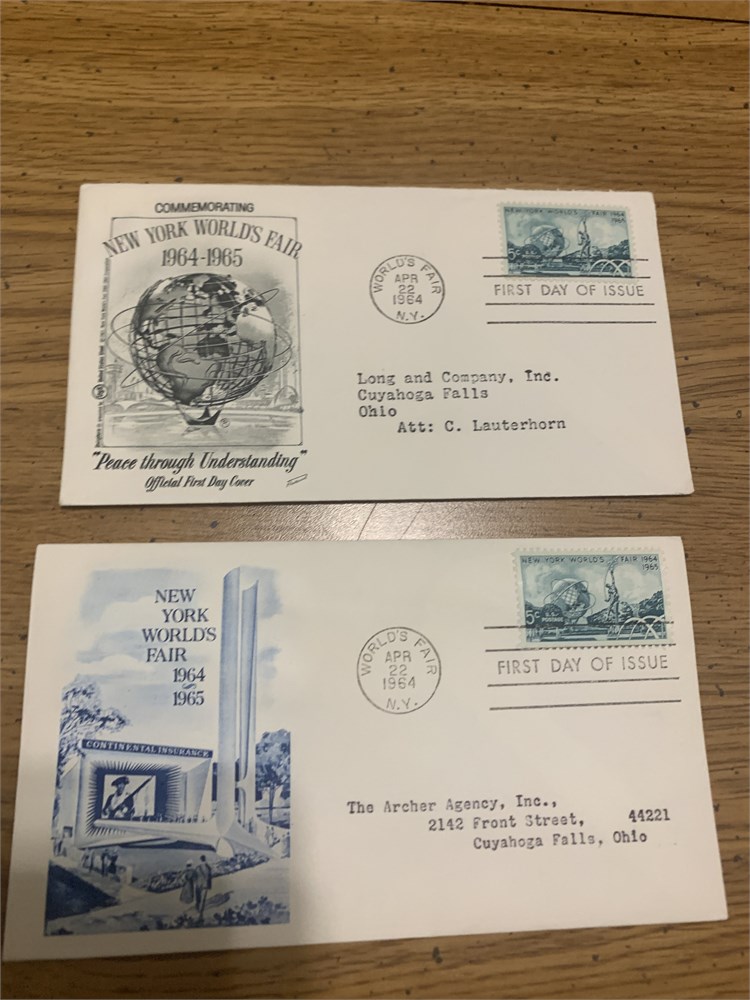 COMMEMORATING
NEW YORK WORLD'S FAIR
1964-1965
"Peace through Understanding"
Official First Day Cover
WORLD'S FAIR
APR
22
1964
N.Y.
NEW YORK WORLD'S FAIR 1964
1965
5c
FIRST DAY OF ISSUE
Long and Company, Inc.
Cuyahoga Falls
Ohio
Att: C. Lauterhorn
NEW
YORK
WORLD'S
FAIR
1964
1965
CONTINENTAL INSURANCE
WORLD'S FAIR
APR
22
1964
N.Y.
NEW YORK WORLD'S FAIR 1964
1965
5c
FIRST DAY OF ISSUE
The Archer Agency, Inc.,
2142 Front Street, 44221
Cuyahoga Falls, Ohio